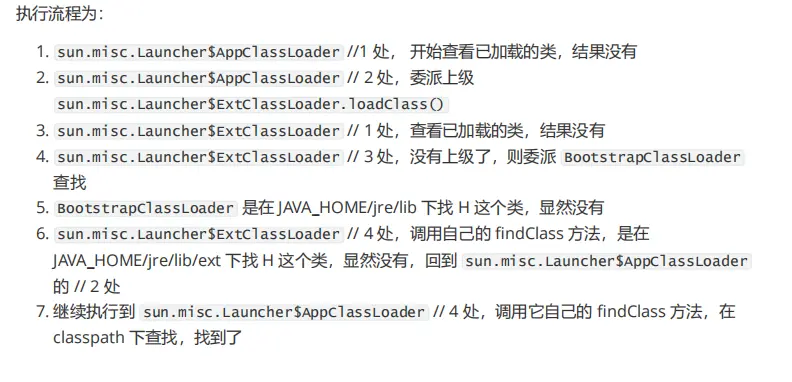 执行流程为：
1. sun.misc.Launcher$AppClassLoader //1 处， 开始查看已加载的类，结果没有
2. sun.misc.Launcher$AppClassLoader // 2 处，委派上级
sun.misc.Launcher$ExtClassLoader.loadClass()
3. sun.misc.Launcher$ExtClassLoader // 1 处，查看已加载的类，结果没有
4. sun.misc.Launcher$ExtClassLoader // 3 处，没有上级了，则委派 BootstrapClassLoader
查找
5. BootstrapClassLoader 是在 JAVA_HOME/jre/lib 下找 H 这个类，显然没有
6. sun.misc.Launcher$ExtClassLoader // 4 处，调用自己的 findClass 方法，是在
JAVA_HOME/jre/lib/ext 下找 H 这个类，显然没有，回到 sun.misc.Launcher$AppClassLoader
的 // 2 处
7. 继续执行到 sun.misc.Launcher$AppClassLoader // 4 处，调用它自己的 findClass 方法，在
classpath 下查找，找到了